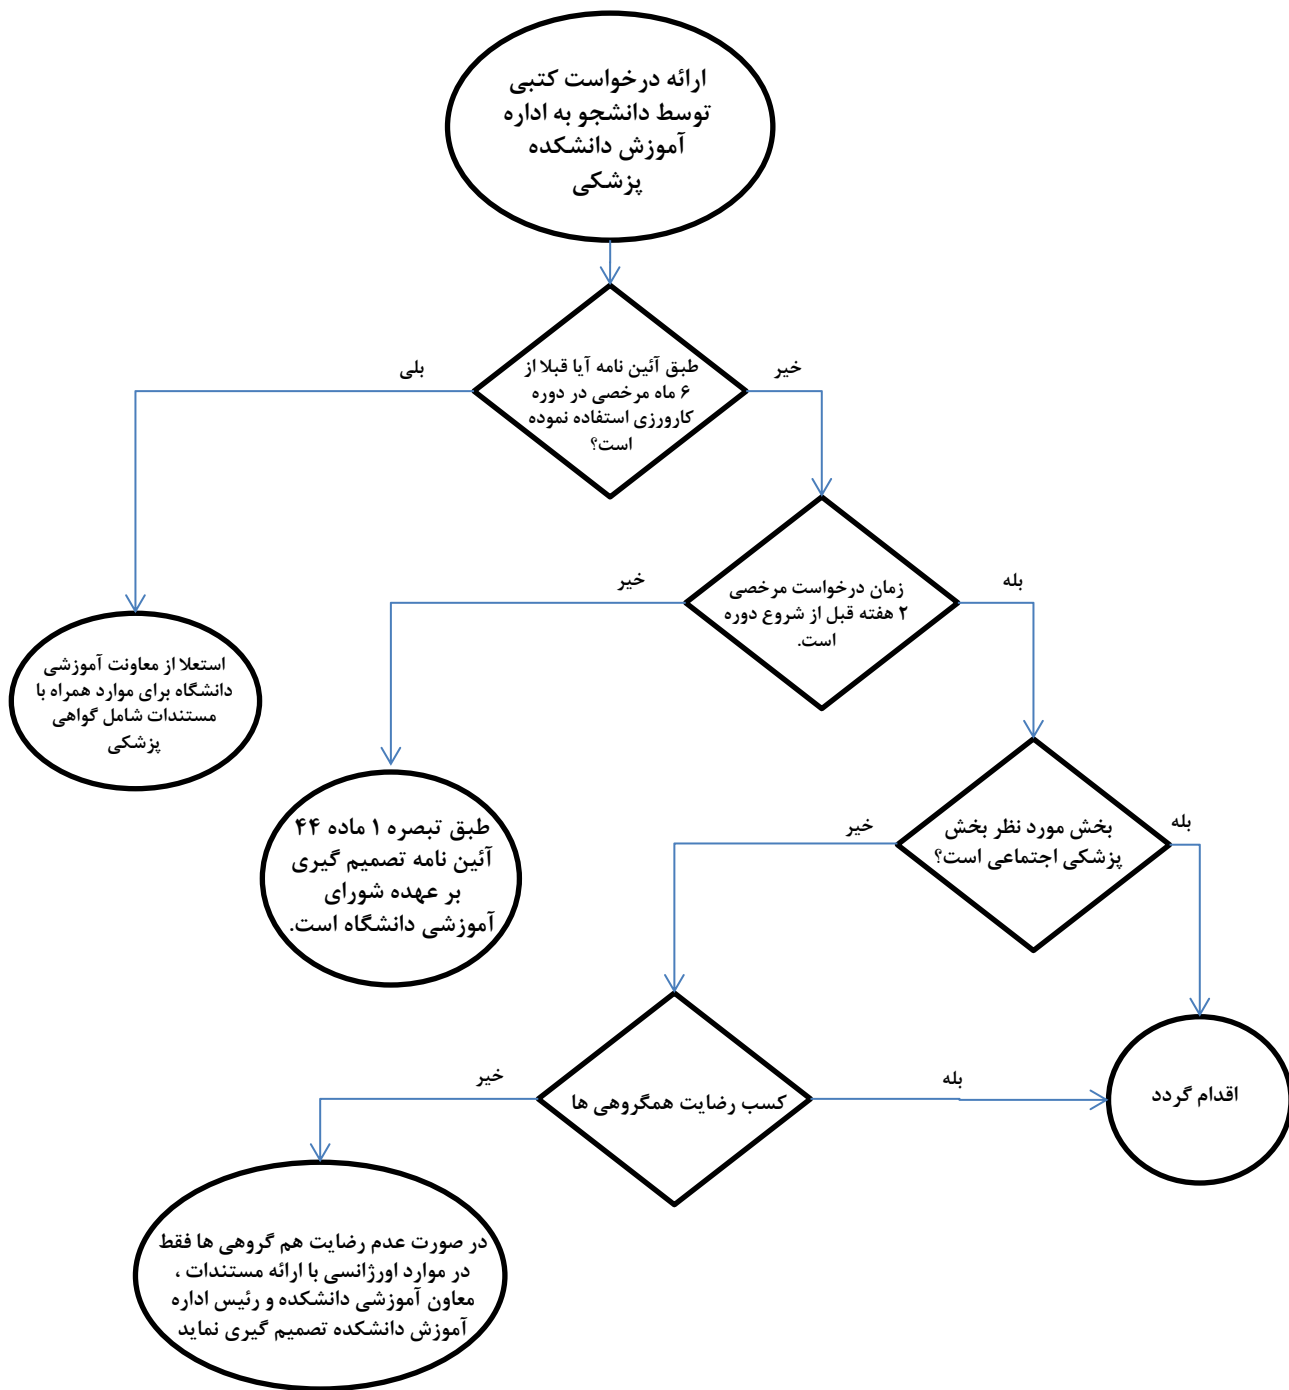 ارائه درخواست کتبی
توسط دانشجو به اداره
آموزش دانشکده
پزشکی
طبق آئین نامه آیا قبلا از
۶ ماه مرخصی در دوره
کارورزی استفاده نموده
است؟
خیر
بلی
زمان درخواست مرخصی
۲ هفته قبل از شروع دوره
است.
بله
خیر
استعلا از معاونت آموزشی
دانشگاه برای موارد همراه با
مستندات شامل گواهی
پزشکی
طبق تبصره ۱ ماده ۴۴
آئین نامه تصمیم گیری
بر عهده شورای
آموزشی دانشگاه است.
بخش مورد نظر بخش
پزشکی اجتماعی است؟
بله
خیر
کسب رضایت همگروهی ها
بله
خیر
اقدام گردد
در صورت عدم رضایت هم گروهی ها فقط
در موارد اورژانسی با ارائه مستندات ،
معاون آموزشی دانشکده و رئیس اداره
آموزش دانشکده تصمیم گیری نماید